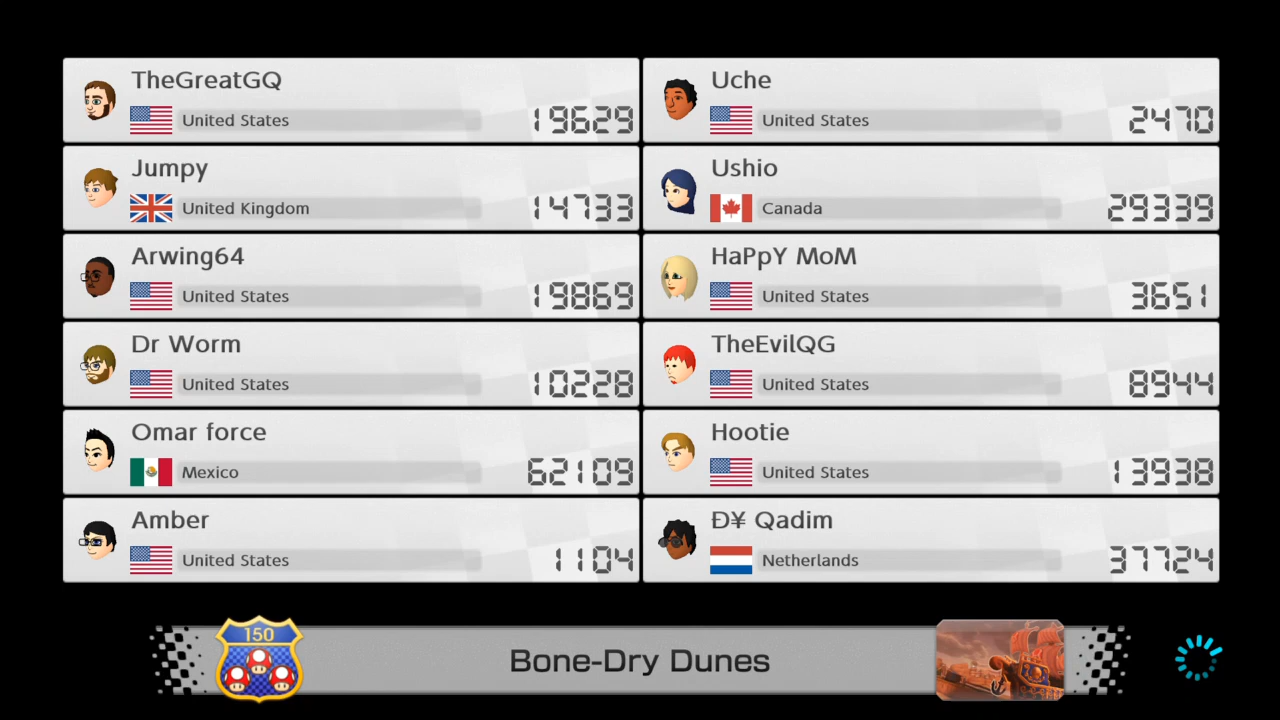 TheGreatGQ
United States 19629
Uche
United States 2470
Jumpy
United Kingdom 14733
Ushio
Canada 29339
Arwing64
United States 19869
HaPpY MoM
United States 3651
Dr Worm
United States 10228
TheEvilQG
United States 8944
Omar force
Mexico 62109
Hootie
United States 13938
Amber
United States 1104
Ð¥ Qadim
Netherlands 37724
150
Bone-Dry Dunes